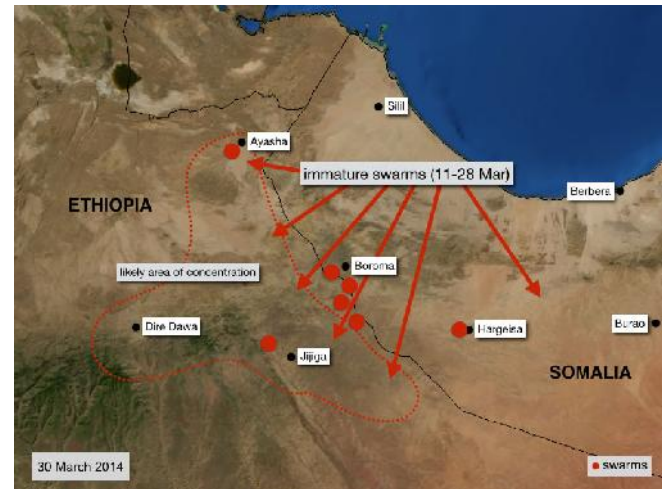 Silil
Ayasha
immature swarms (11-28 Mar)
Berbera
ETHIOPIA
likely area of concentration
Boroma
Dire Dawa
Hargeisa
Burao
Jijiga
SOMALIA
30 March 2014
swarms